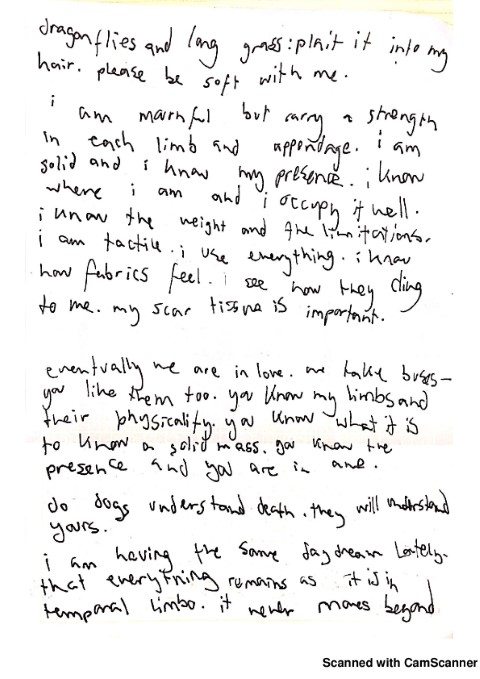 dragonflies and long grass: plait it into my
hair. please be soft with me.
i
am mournful but carry a strength
in each limb and appendage. i am
solid and i know my presence. i know
where i am and i occupy it well.
i know the weight and the limitations.
i am tactile. i use everything. i know
how fabrics feel. i see how they cling
to me. my scar tissue is important.
eventually we are in love. we take buses—
you like them too. you know my limbs and
their physicality. you know what it is
to know a solid mass. you know the
presence and you are in awe.
do dogs understand death. they will understand
yours.
i am having the same daydream lately.
that everything remains as it is in
temporal limbo. it never moves beyond
Scanned with CamScanner